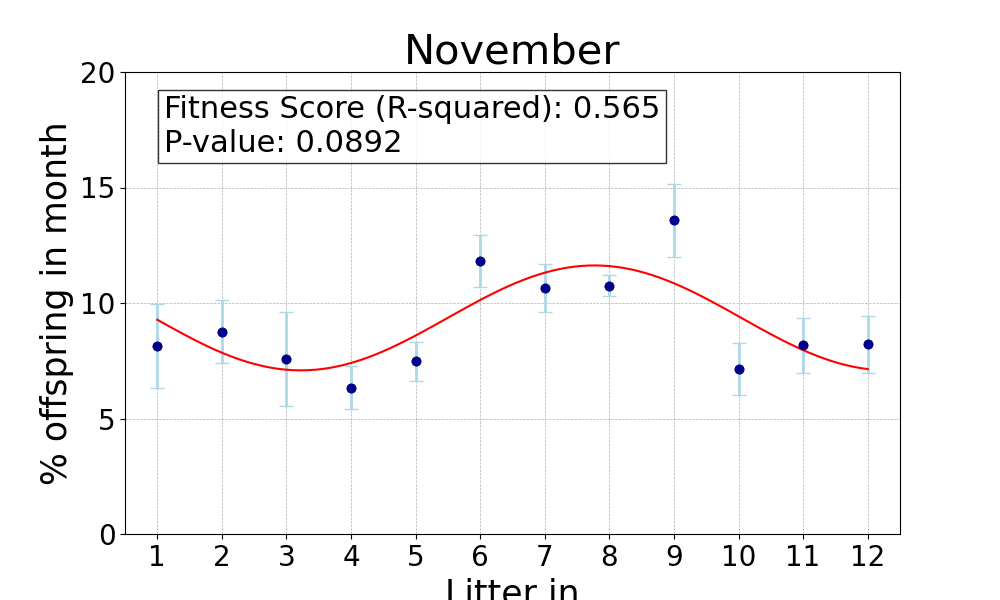 November
Fitness Score (R-squared): 0.565
P-value: 0.0892
% offspring in month
20
15
10
5
0
1 2 3 4 5 6 7 8 9 10 11 12
Litter in